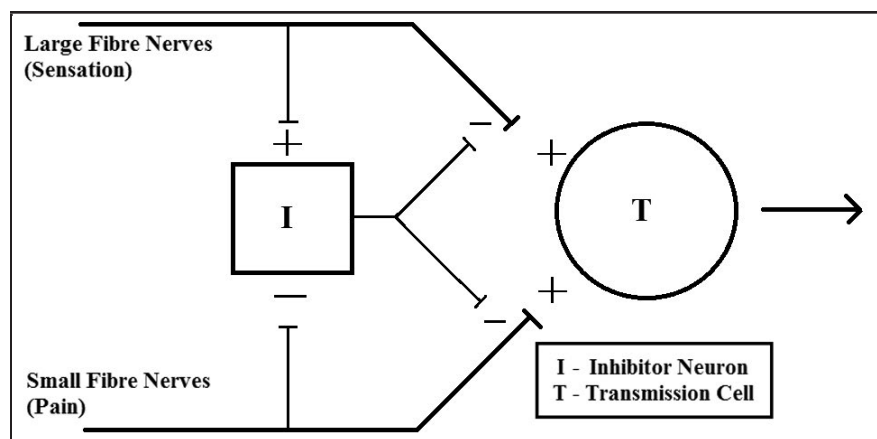 Large Fibre Nerves
(Sensation)
−
+
+
I
T
−
+
−
Small Fibre Nerves
(Pain)
I - Inhibitor Neuron
T - Transmission Cell